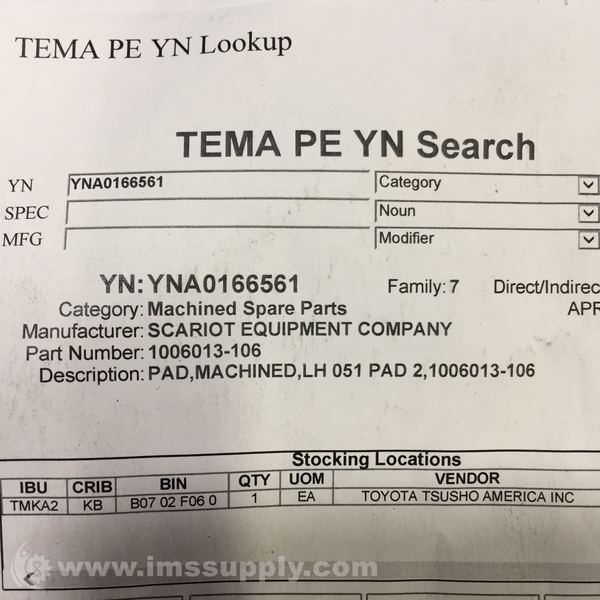 TEMA PE YN Lookup
TEMA PE YN Search
YN YNA0166561 Category
SPEC Noun
MFG Modifier
YN: YNA0166561 Family: 7 Direct/Indirec
Category: Machined Spare Parts APR
Manufacturer: SCARIOT EQUIPMENT COMPANY
Part Number: 1006013-106
Description: PAD,MACHINED,LH 051 PAD 2,1006013-106
Stocking Locations
IBU CRIB BIN QTY UOM VENDOR
TMKA2 KB B07 02 F06 0 1 EA TOYOTA TSUSHO AMERICA INC
www.imssupply.com